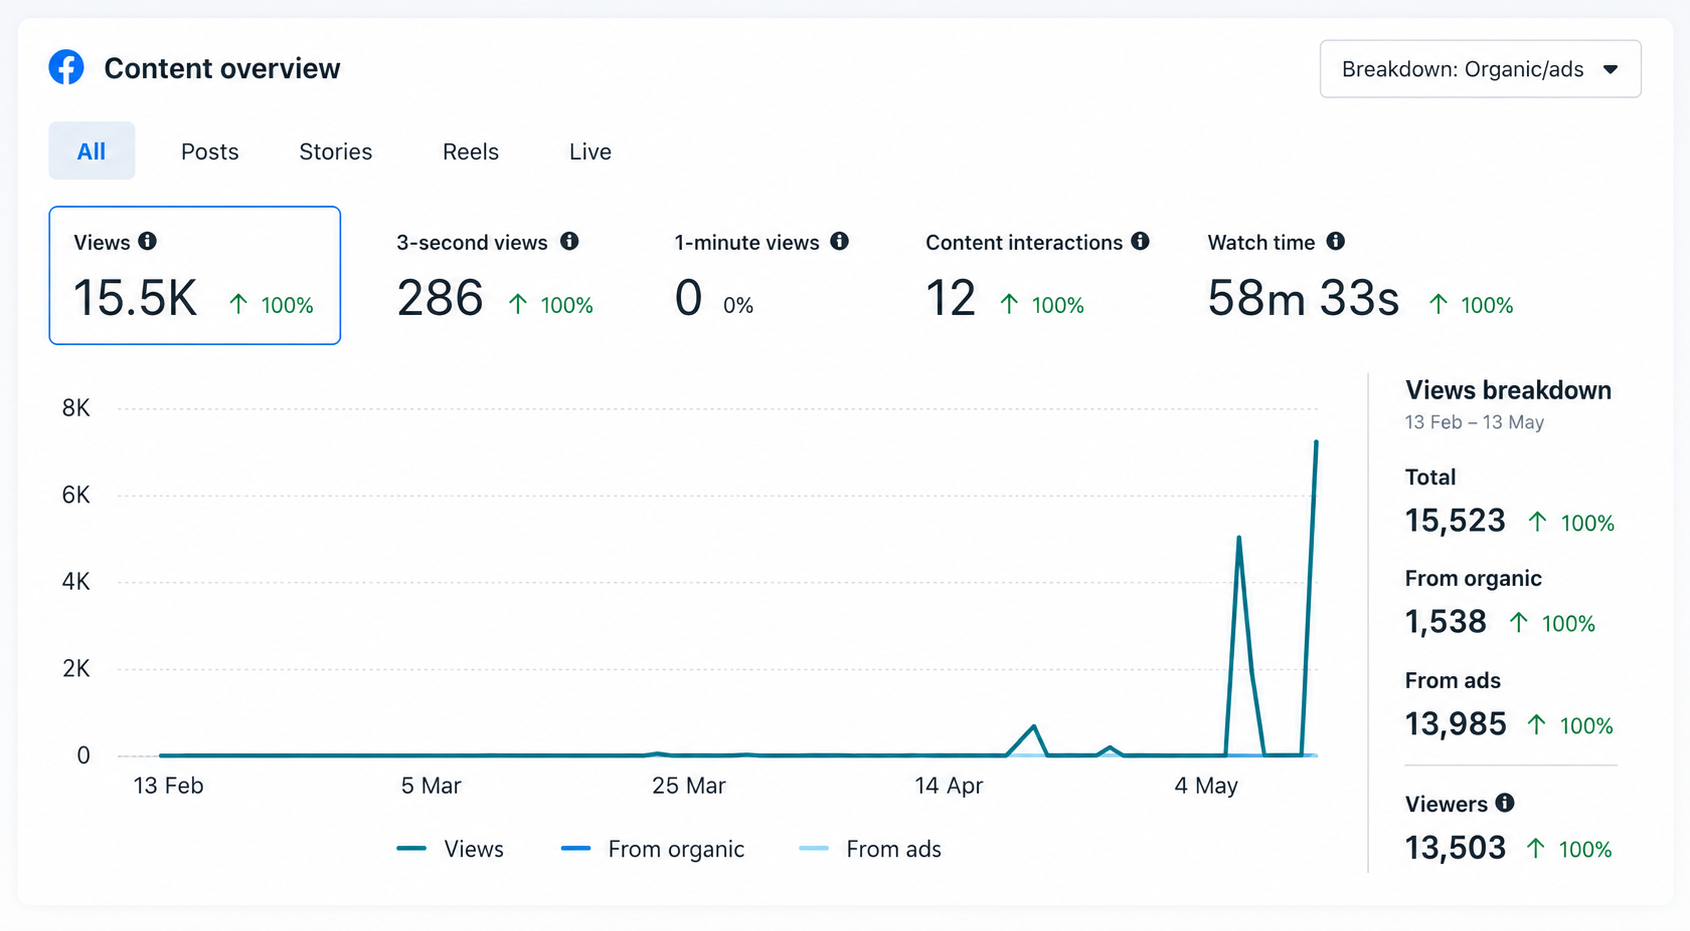 Content overview
Breakdown: Organic/ads
All Posts Stories Reels Live
Views 3-second views 1-minute views Content interactions Watch time
15.5K ↑ 100% 286 ↑ 100% 0 0% 12 ↑ 100% 58m 33s ↑ 100%
8K
6K
4K
2K
0
13 Feb 5 Mar 25 Mar 14 Apr 4 May
Views From organic From ads
Views breakdown
13 Feb – 13 May
Total
15,523 ↑ 100%
From organic
1,538 ↑ 100%
From ads
13,985 ↑ 100%
Viewers
13,503 ↑ 100%